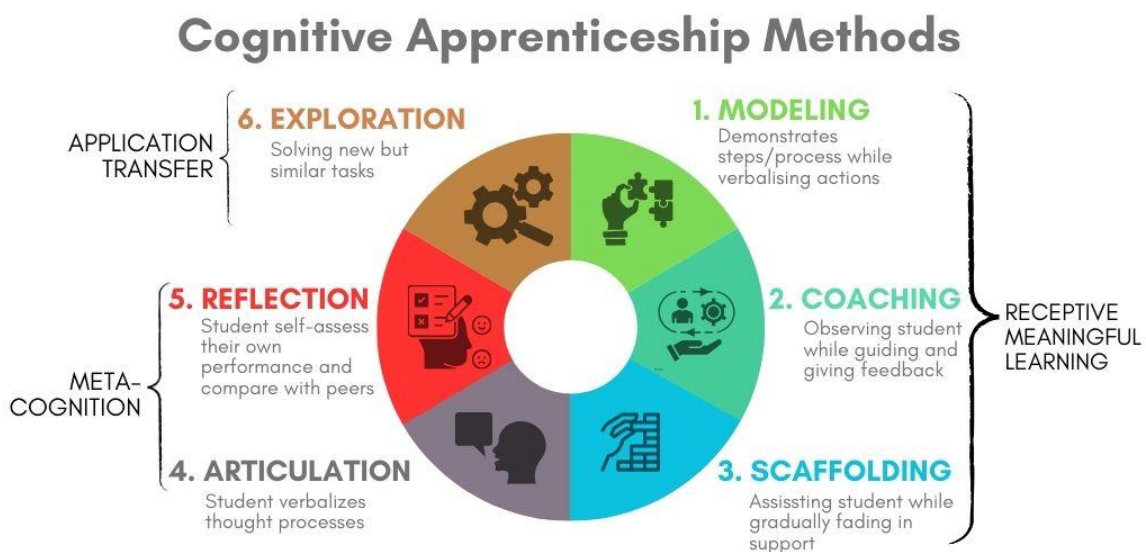 Cognitive Apprenticeship Methods
1. MODELING
Demonstrates
steps/process while
verbalising actions
2. COACHING
Observing student
while guiding and
giving feedback
3. SCAFFOLDING
Assissting student while
gradually fading in
support
RECEPTIVE
MEANINGFUL
LEARNING
4. ARTICULATION
Student verbalizes
thought processes
5. REFLECTION
Student self-assess
their own
performance and
compare with peers
META-
COGNITION
6. EXPLORATION
Solving new but
similar tasks
APPLICATION
TRANSFER